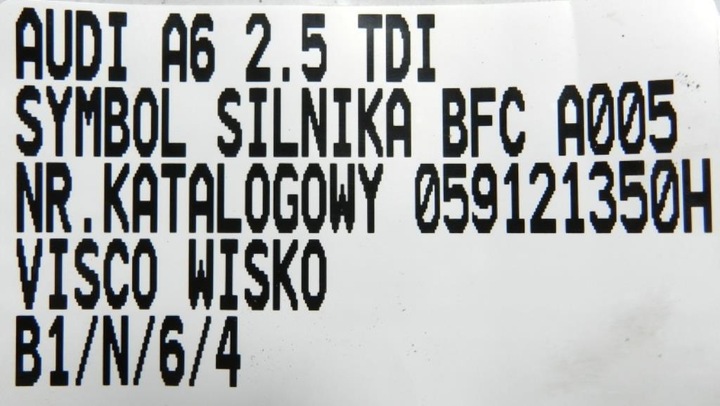 AUDI A6 2.5 TDI
SYMBOL SILNIKA BFC A005
NR.KATALOGOWY 059121350H
VISCO WISKO
B1/N/6/4